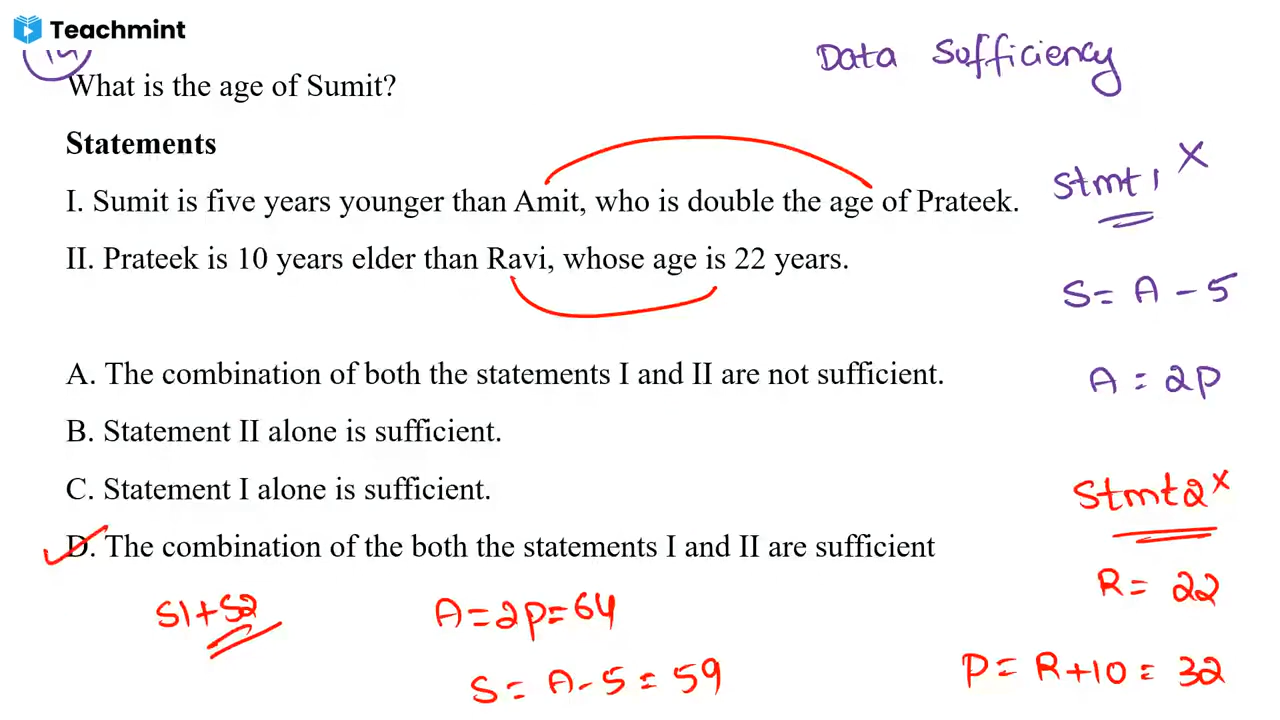 Teachmint
Data Sufficiency
What is the age of Sumit?
Statements
I. Sumit is five years younger than Amit, who is double the age of Prateek.
II. Prateek is 10 years elder than Ravi, whose age is 22 years.
A. The combination of both the statements I and II are not sufficient.
B. Statement II alone is sufficient.
C. Statement I alone is sufficient.
D. The combination of the both the statements I and II are sufficient
Stmt 1 X
S = A - 5
A = 2P
Stmt 2 x
R = 22
P = R + 10 = 32
S1 + S2
A = 2P = 64
S = A - 5 = 59